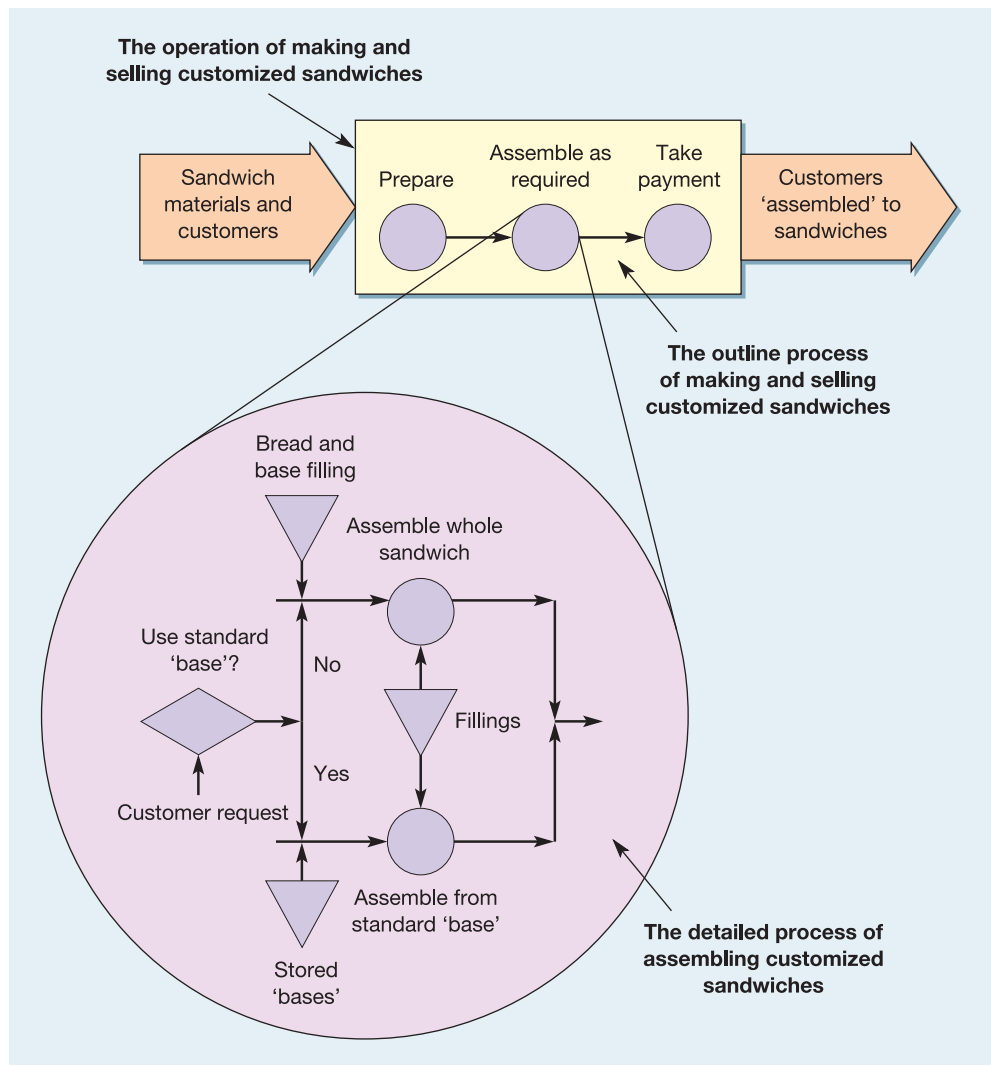 The operation of making and
selling customized sandwiches
Sandwich
materials and
customers
Prepare
Assemble as
required
Take
payment
Customers
‘assembled’ to
sandwiches
The outline process
of making and selling
customized sandwiches
Bread and
base filling
Assemble whole
sandwich
Use standard
‘base’?
No
Fillings
Yes
Customer request
Assemble from
standard ‘base’
Stored
‘bases’
The detailed process of
assembling customized
sandwiches